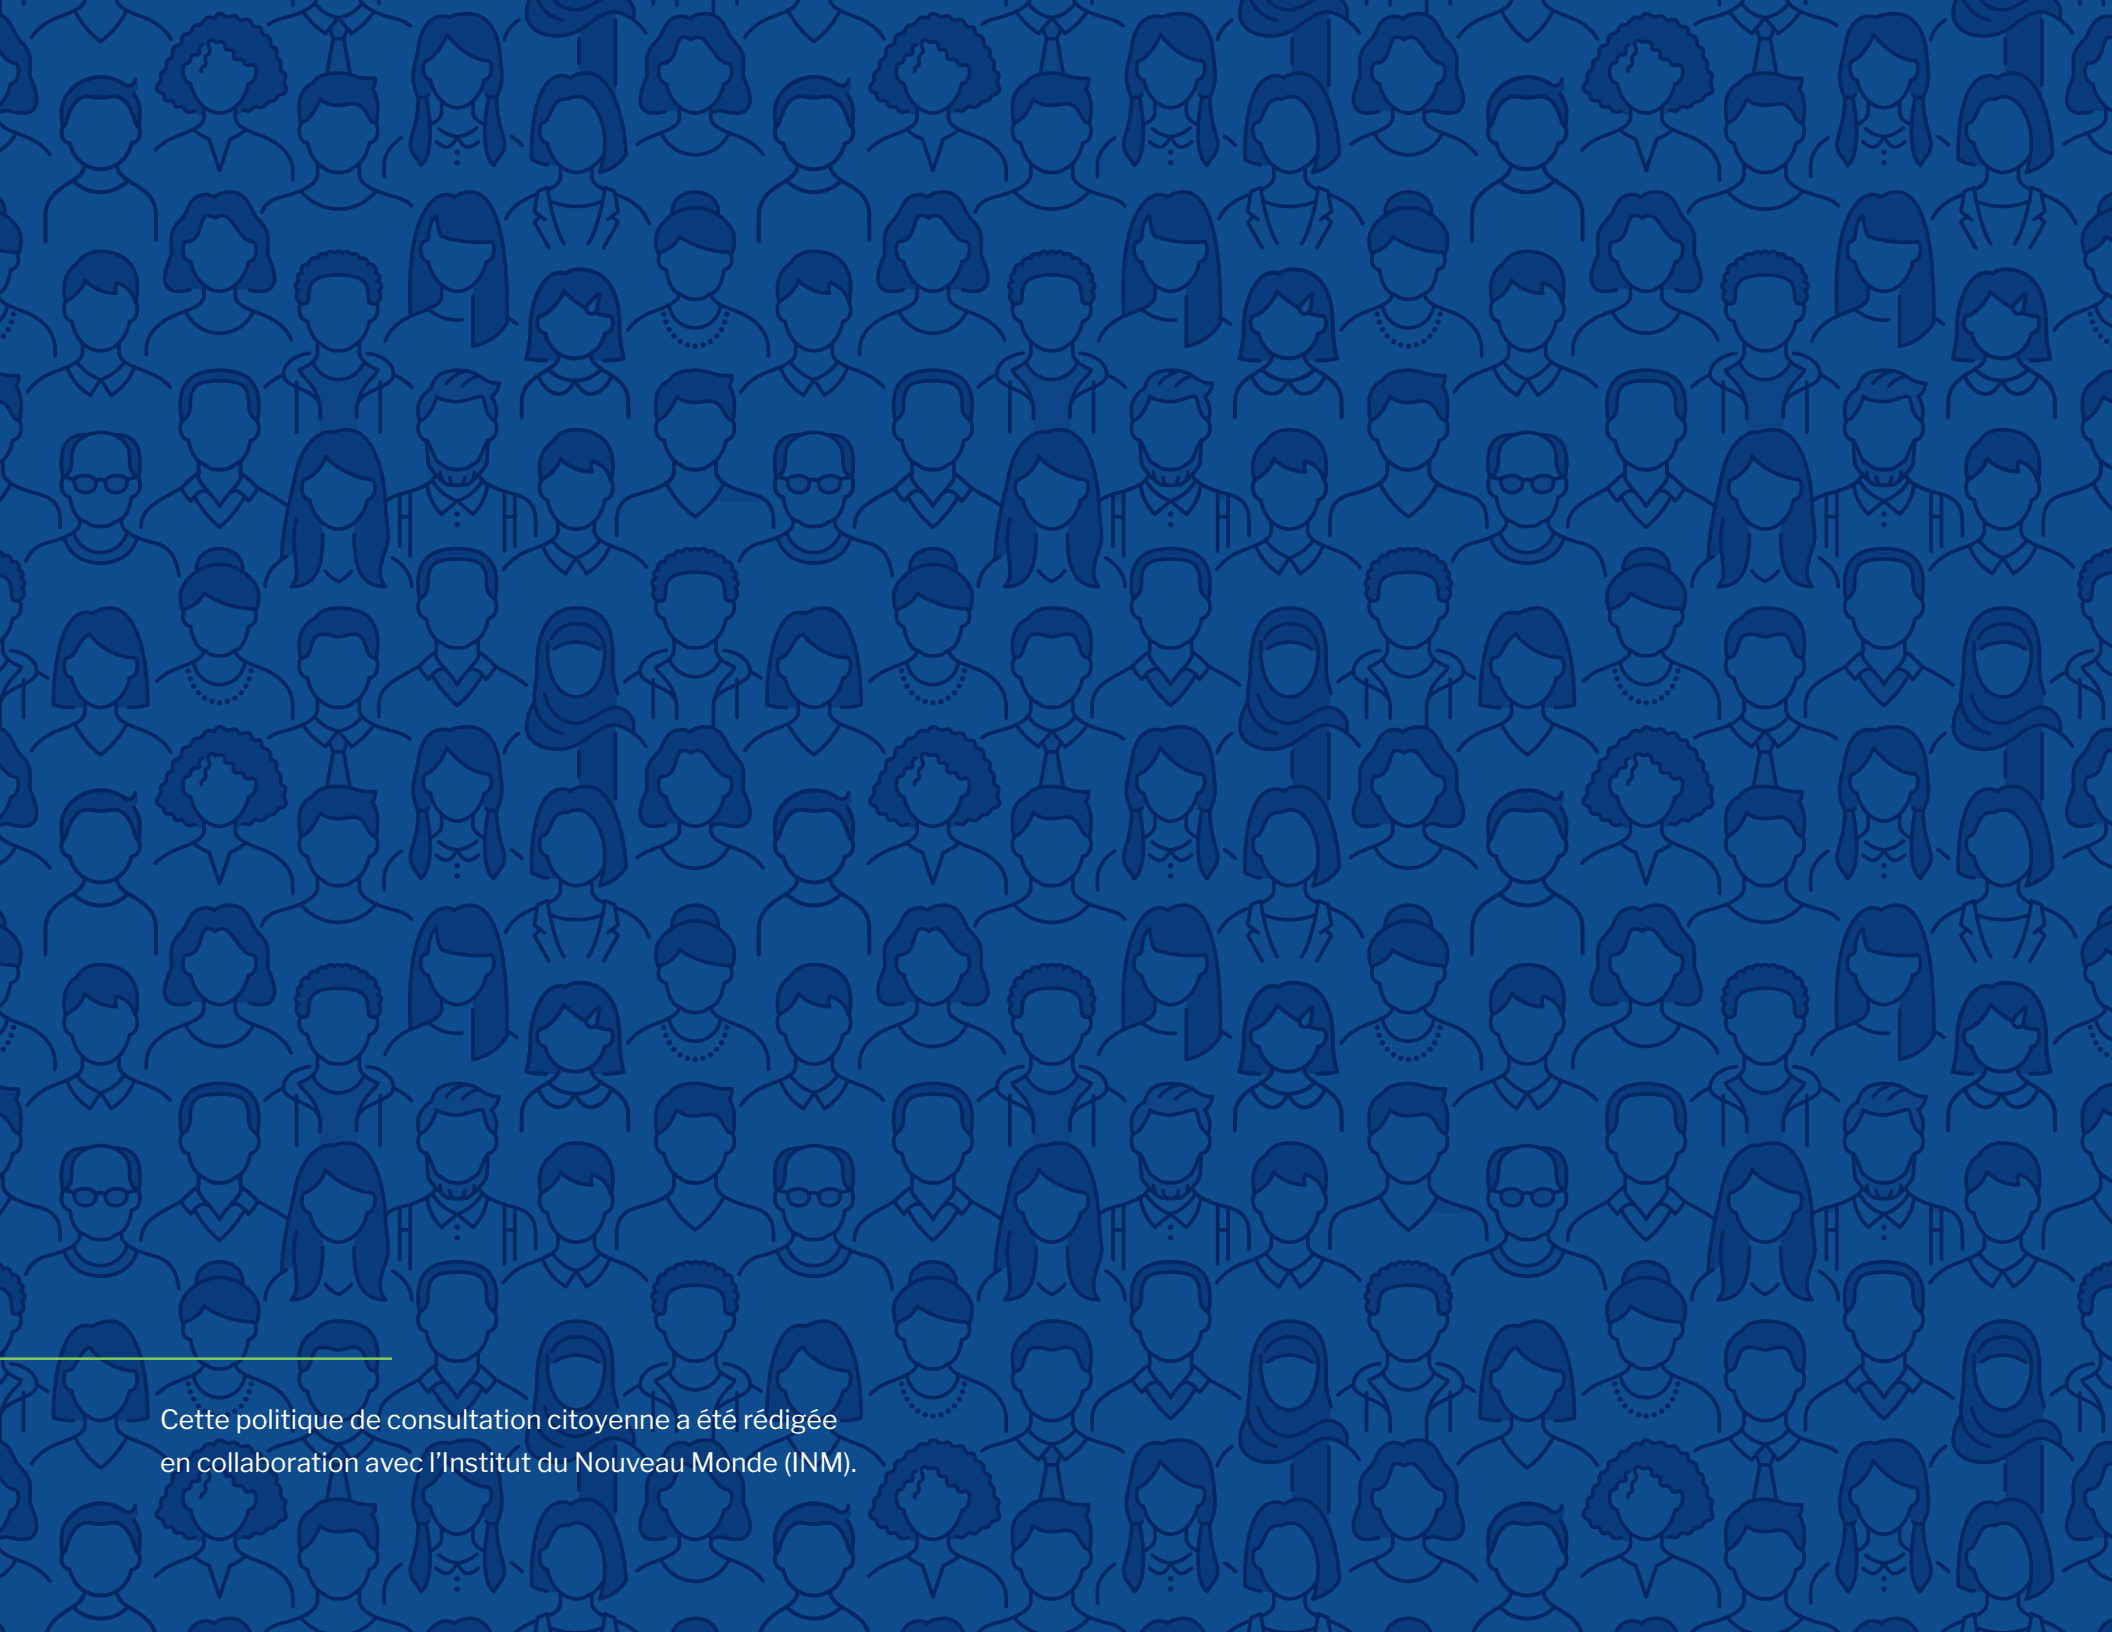 Cette politique de consultation citoyenne a été rédigée
en collaboration avec l’Institut du Nouveau Monde (INM).